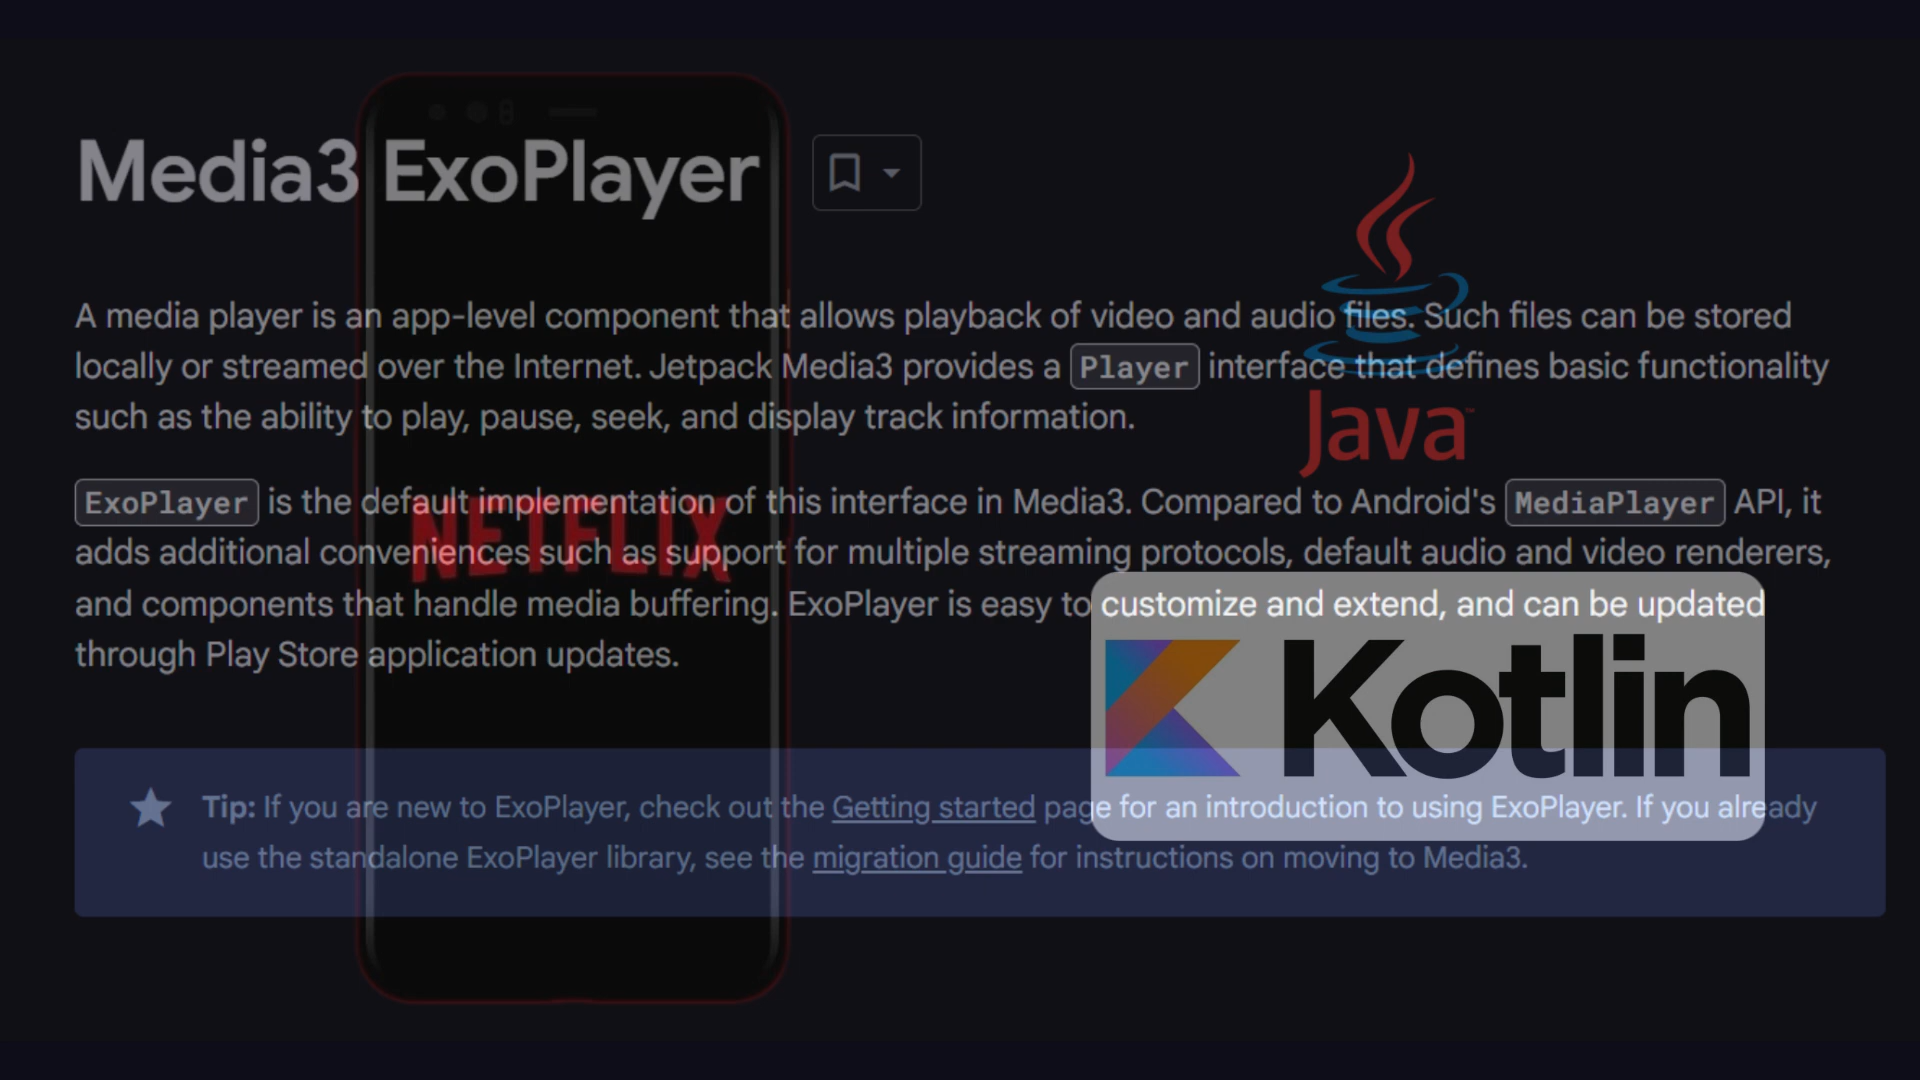 Media3 ExoPlayer
A media player is an app-level component that allows playback of video and audio files. Such files can be stored
locally or streamed over the Internet. Jetpack Media3 provides a Player interface that defines basic functionality
such as the ability to play, pause, seek, and display track information.
Java™
ExoPlayer is the default implementation of this interface in Media3. Compared to Android's MediaPlayer API, it
NETFLIX
adds additional conveniences such as support for multiple streaming protocols, default audio and video renderers,
and components that handle media buffering. ExoPlayer is easy to customize and extend, and can be updated
through Play Store application updates.
Kotlin
Tip: If you are new to ExoPlayer, check out the Getting started page for an introduction to using ExoPlayer. If you already
use the standalone ExoPlayer library, see the migration guide for instructions on moving to Media3.